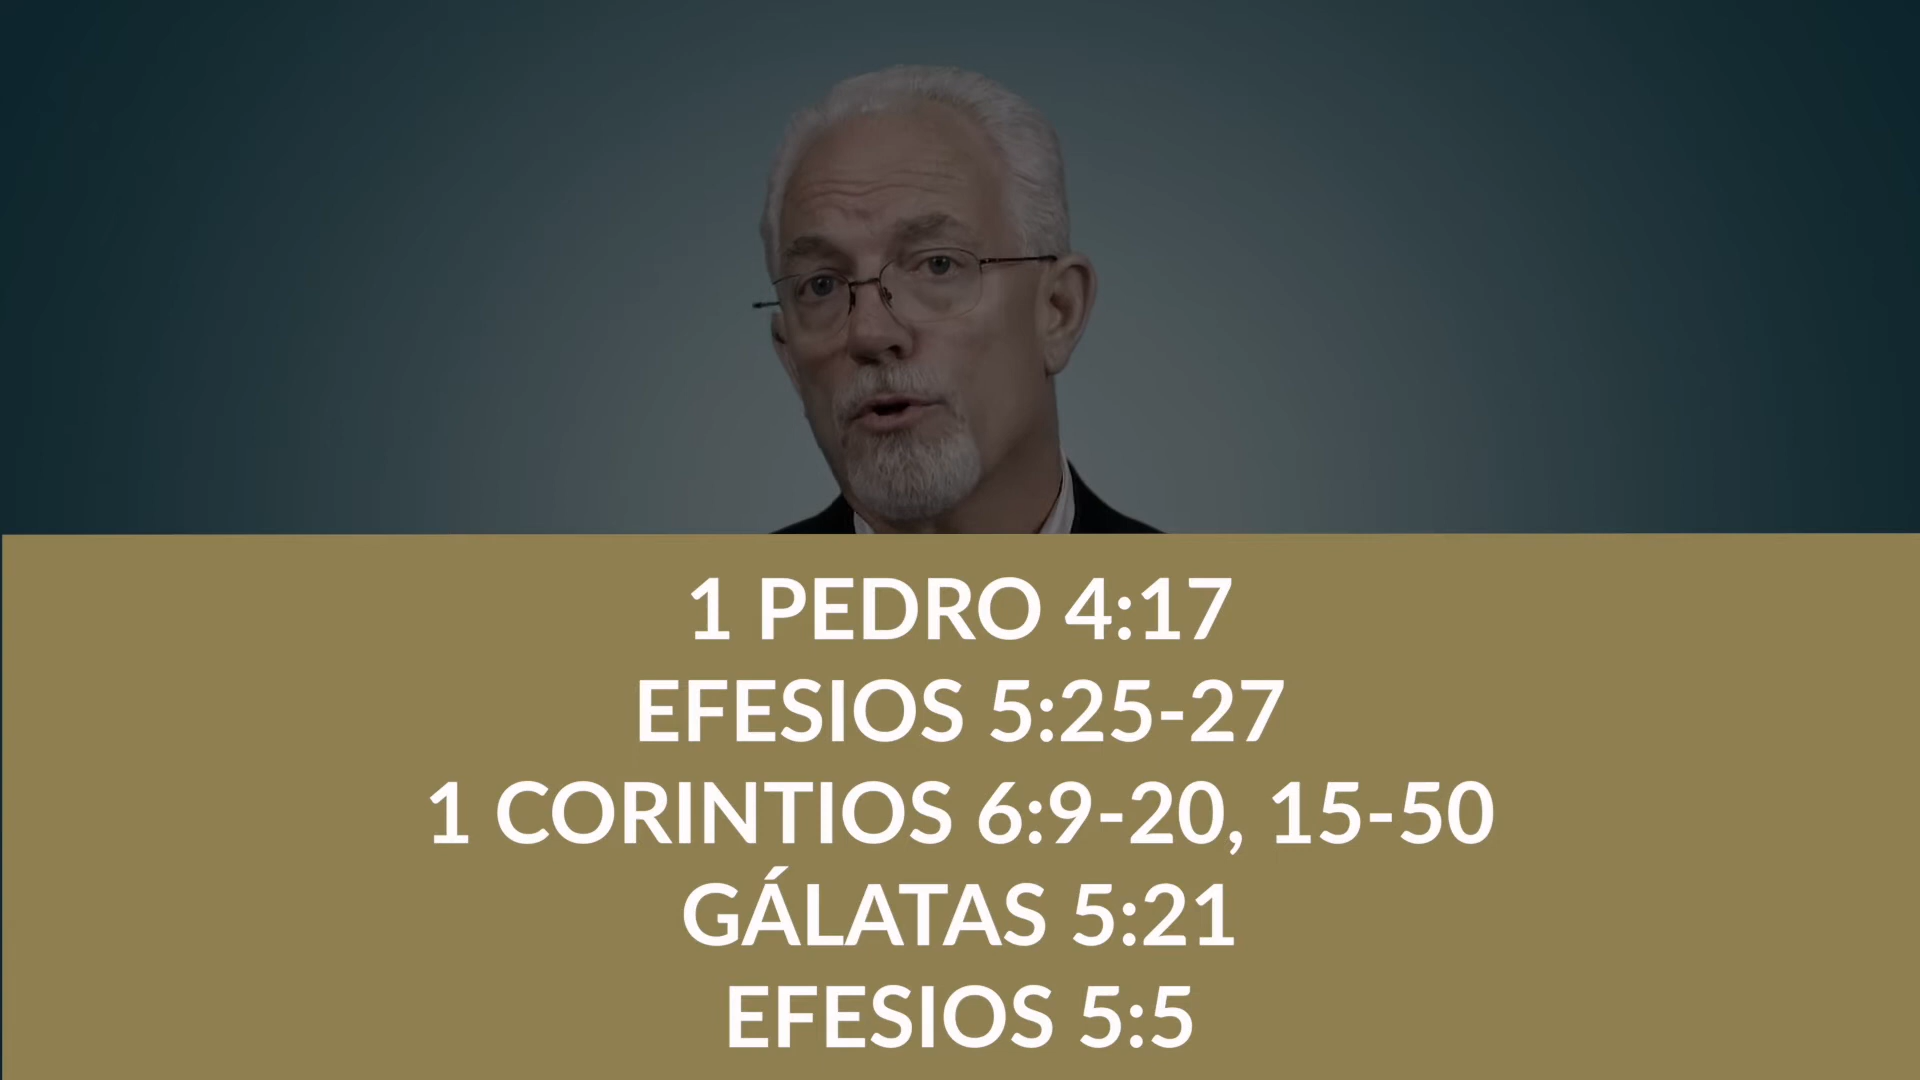 1 PEDRO 4:17
EFESIOS 5:25-27
1 CORINTIOS 6:9-20, 15-50
GÁLATAS 5:21
EFESIOS 5:5